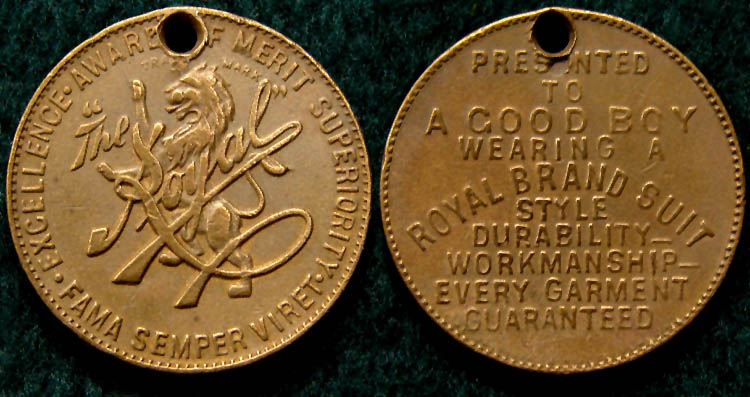 EXCELLENCE · AWARD OF MERIT SUPERIORITY ·
TRADE MARK
"The Royal"
FAMA SEMPER VIRET
PRESENTED
TO
A GOOD BOY
WEARING A
ROYAL BRAND SUIT
STYLE
DURABILITY—
WORKMANSHIP—
EVERY GARMENT
GUARANTEED